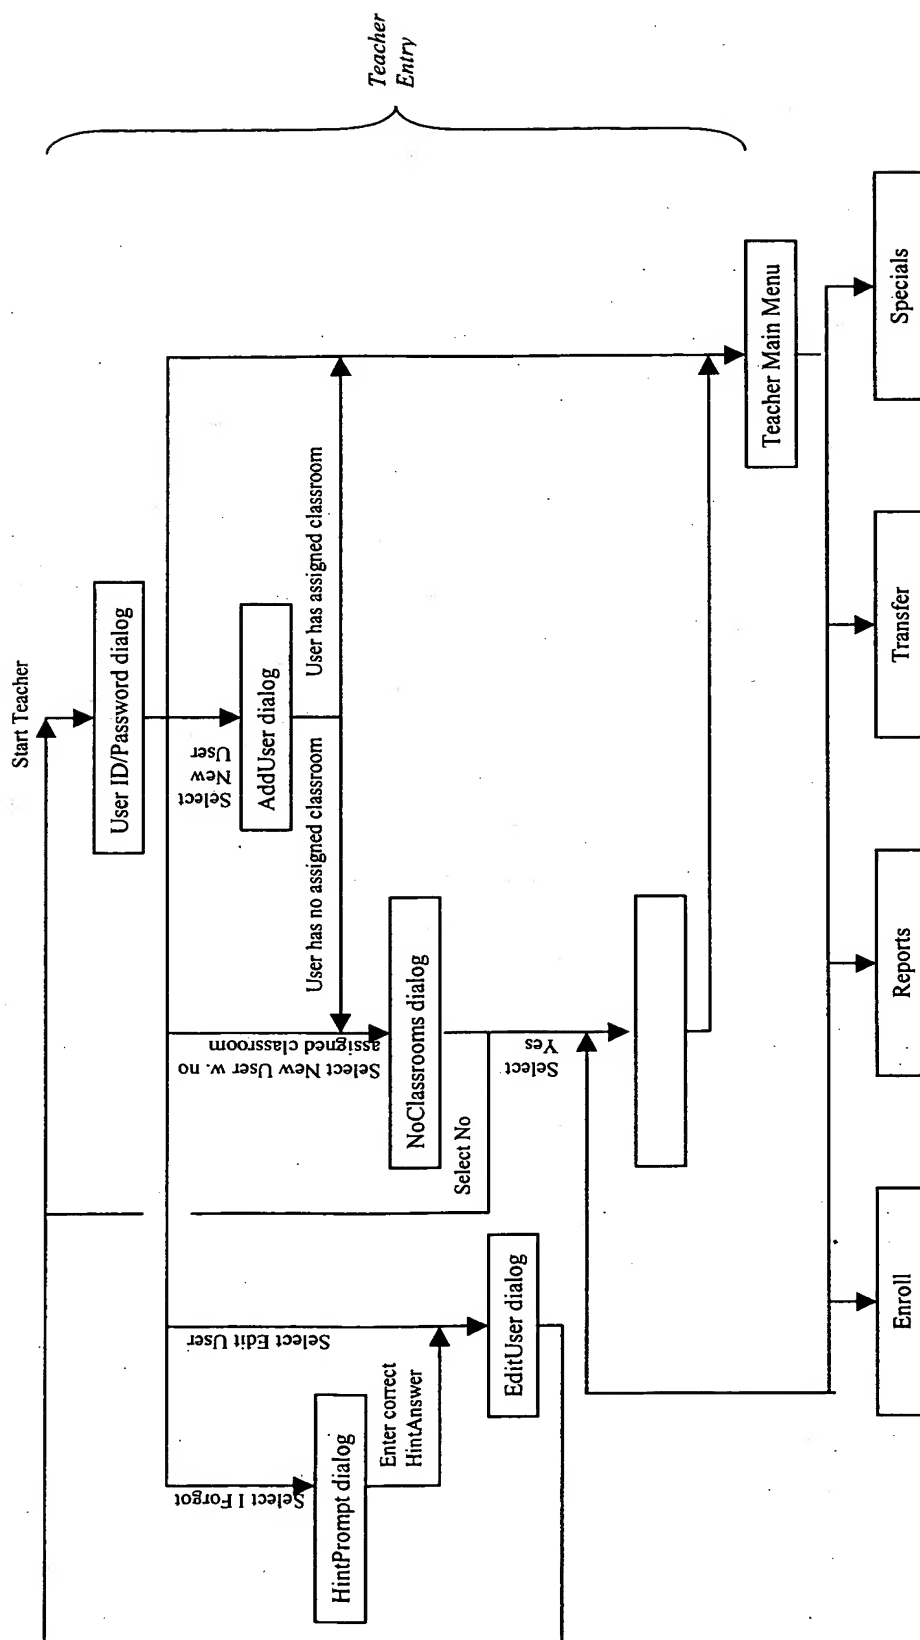 Start Teacher
User ID/Password dialog
Select
New
User
AddUser dialog
User has no assigned classroom
User has assigned classroom
Select New User w. no
assigned classroom
NoClassrooms dialog
Select No
Select
Yes
Select Edit User
Select I Forgot
HintPrompt dialog
Enter correct
HintAnswer
EditUser dialog
Teacher
Entry
Teacher Main Menu
Enroll
Reports
Transfer
Specials